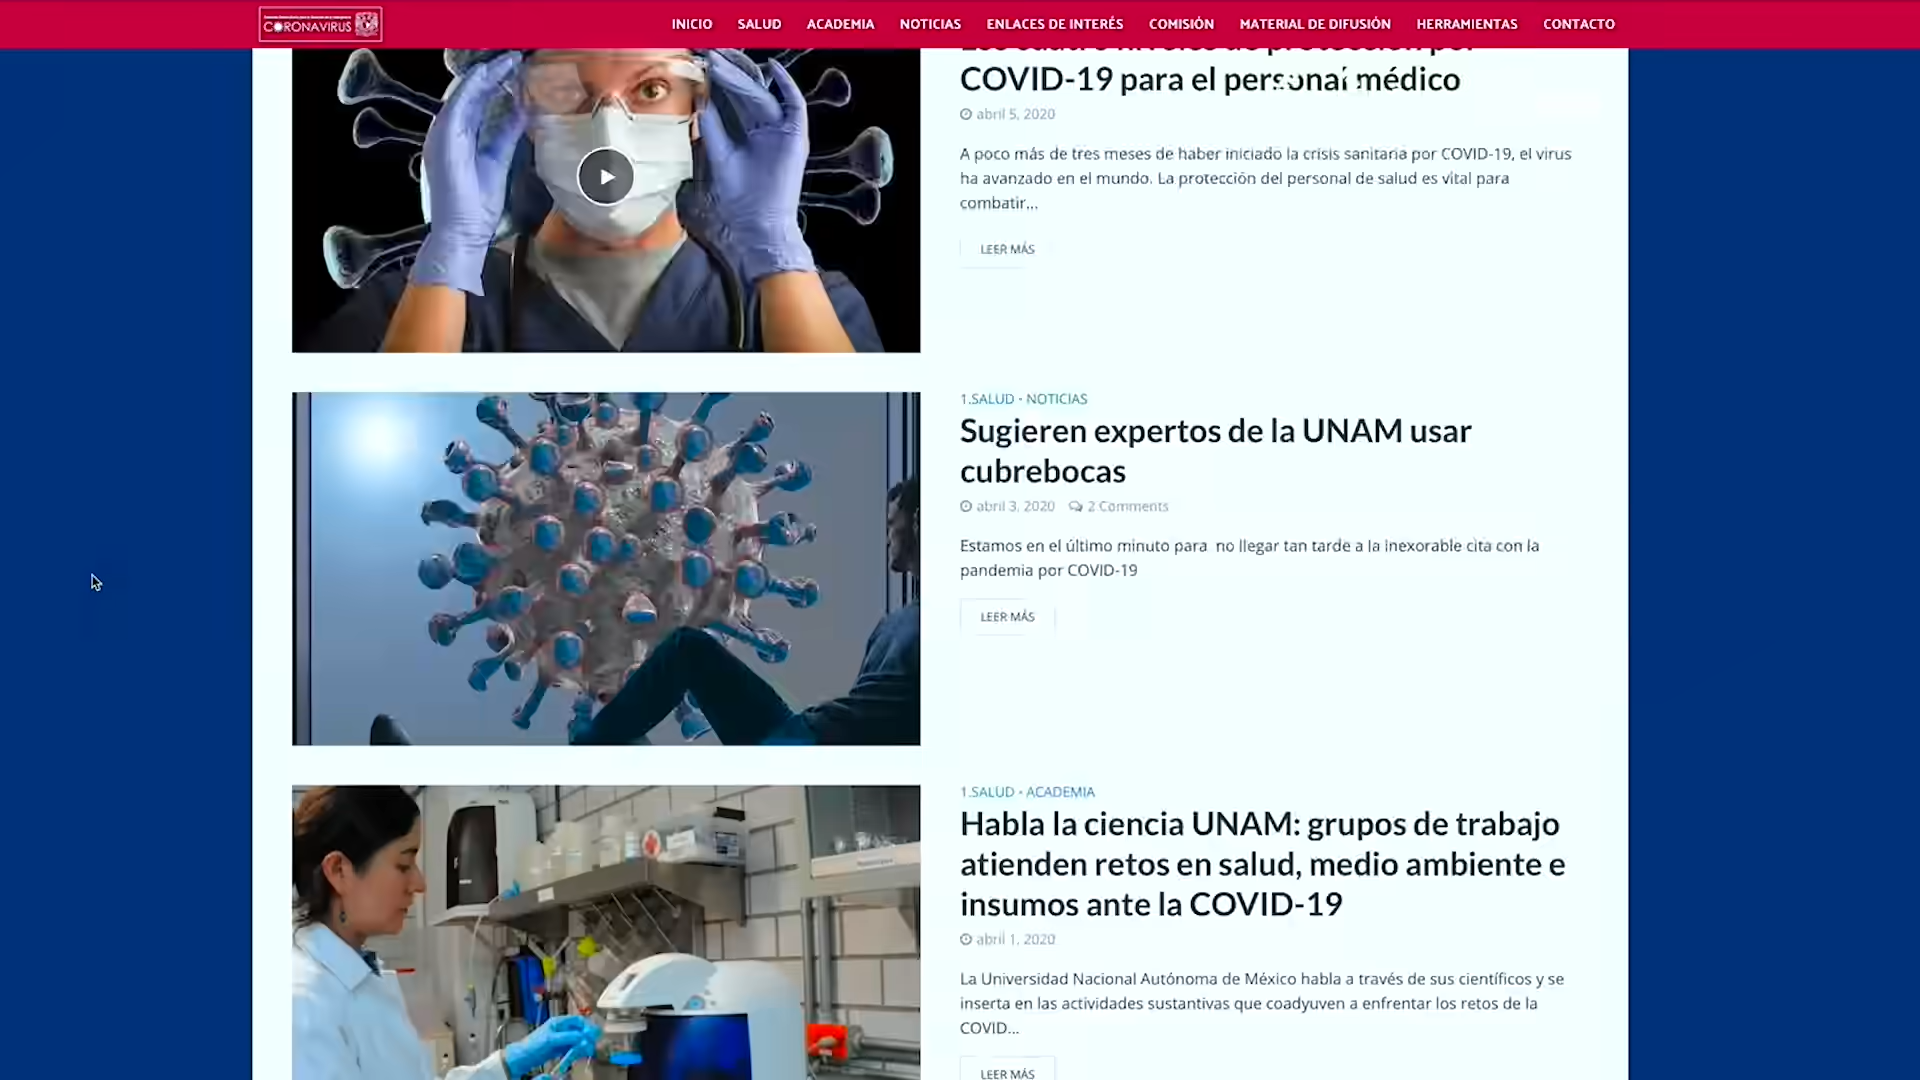 CORONAVIRUS
INICIO SALUD ACADEMIA NOTICIAS ENLACES DE INTERÉS COMISIÓN MATERIAL DE DIFUSIÓN HERRAMIENTAS CONTACTO
COVID-19 para el personal médico
abril 5, 2020
A poco más de tres meses de haber iniciado la crisis sanitaria por COVID-19, el virus
ha avanzado en el mundo. La protección del personal de salud es vital para
combatir...
LEER MÁS
1.SALUD • NOTICIAS
Sugieren expertos de la UNAM usar
cubrebocas
abril 3, 2020 2 Comments
Estamos en el último minuto para no llegar tan tarde a la inexorable cita con la
pandemia por COVID-19
LEER MÁS
1.SALUD • ACADEMIA
Habla la ciencia UNAM: grupos de trabajo
atienden retos en salud, medio ambiente e
insumos ante la COVID-19
abril 1, 2020
La Universidad Nacional Autónoma de México habla a través de sus científicos y se
inserta en las actividades sustantivas que coadyuven a enfrentar los retos de la
COVID...
LEER MÁS